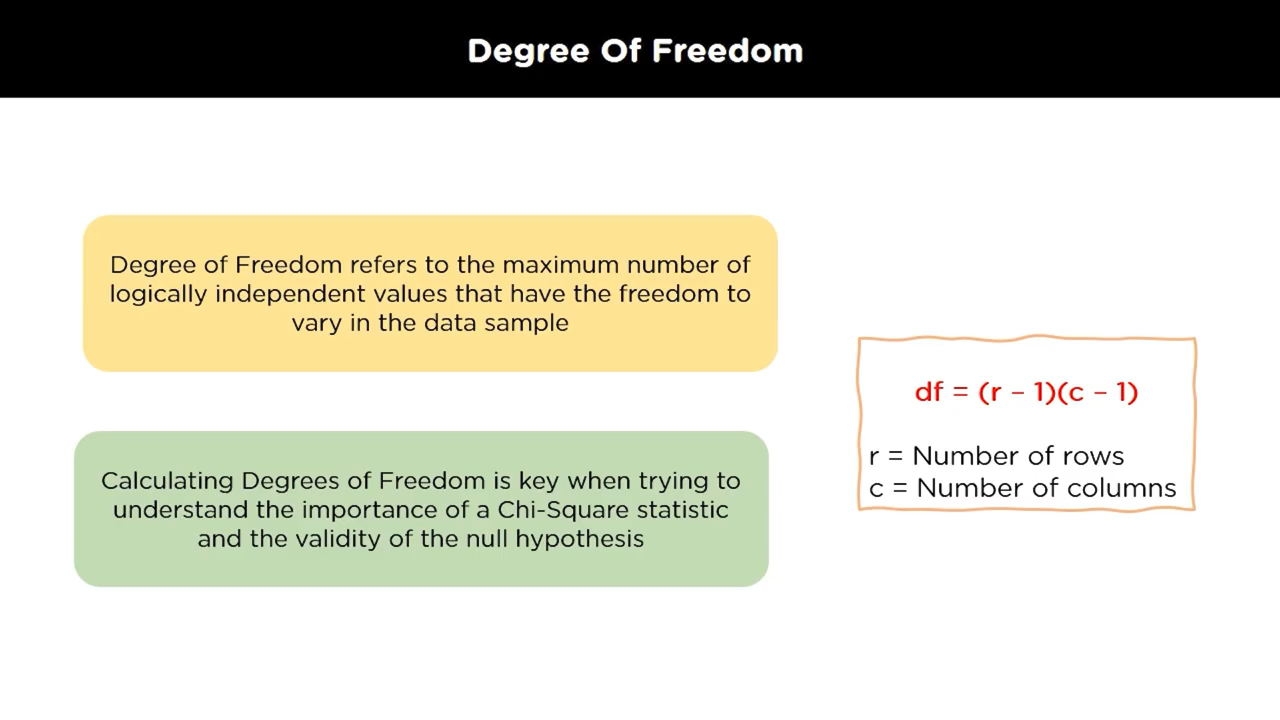 Degree Of Freedom
Degree of Freedom refers to the maximum number of
logically independent values that have the freedom to
vary in the data sample
Calculating Degrees of Freedom is key when trying to
understand the importance of a Chi-Square statistic
and the validity of the null hypothesis
df = (r – 1)(c – 1)
r = Number of rows
c = Number of columns